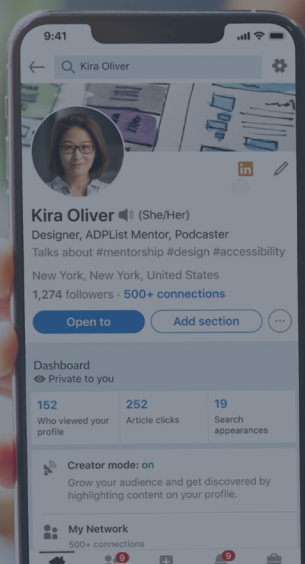 9:41
Kira Oliver
in
Kira Oliver (She/Her)
Designer, ADPList Mentor, Podcaster
Talks about #mentorship #design #accessibility
New York, New York, United States
1,274 followers · 500+ connections
Open to
Add section
Dashboard
Private to you
152
Who viewed your
profile
252
Article clicks
19
Search
appearances
Creator mode: on
Grow your audience and get discovered by
highlighting content on your profile.
My Network
500+ connections
9
9